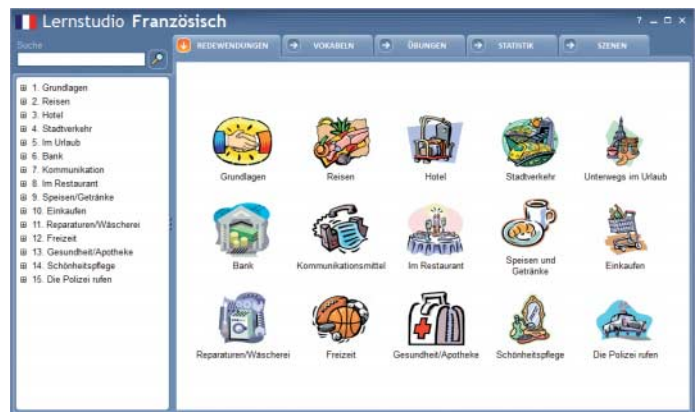 Lernstudio Französisch
Suche
REDEWENDUNGEN
VOKABELN
ÜBUNGEN
STATISTIK
SZENEN
1. Grundlagen
2. Reisen
3. Hotel
4. Stadtverkehr
5. Im Urlaub
6. Bank
7. Kommunikation
8. Im Restaurant
9. Speisen/Getränke
10. Einkaufen
11. Reparaturen/Wäscherei
12. Freizeit
13. Gesundheit/Apotheke
14. Schönheitspflege
15. Die Polizei rufen
Grundlagen
Reisen
Hotel
Stadtverkehr
Unterwegs im Urlaub
Bank
Kommunikationsmittel
Im Restaurant
Speisen und
Getränke
Einkaufen
Reparaturen/Wäscherei
Freizeit
Gesundheit/Apotheke
Schönheitspflege
Die Polizei rufen